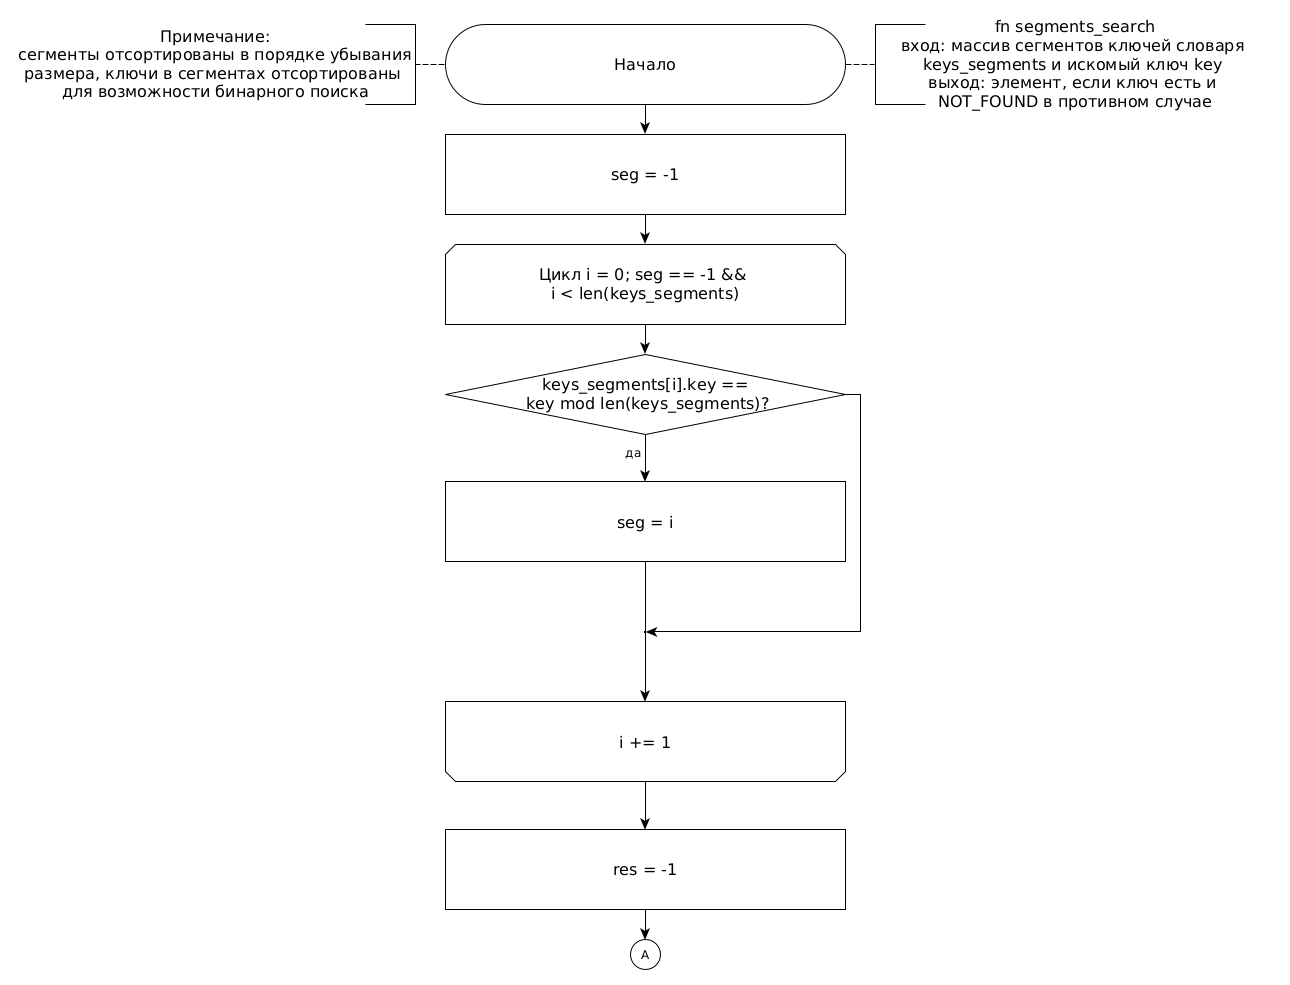 Примечание:
сегменты отсортированы в порядке убывания
размера, ключи в сегментах отсортированы
для возможности бинарного поиска
Начало
fn segments_search
вход: массив сегментов ключей словаря
keys_segments и искомый ключ key
выход: элемент, если ключ есть и
NOT_FOUND в противном случае
seg = -1
Цикл i = 0; seg == -1 &&
i < len(keys_segments)
keys_segments[i].key ==
key mod len(keys_segments)?
да
seg = i
i += 1
res = -1
A